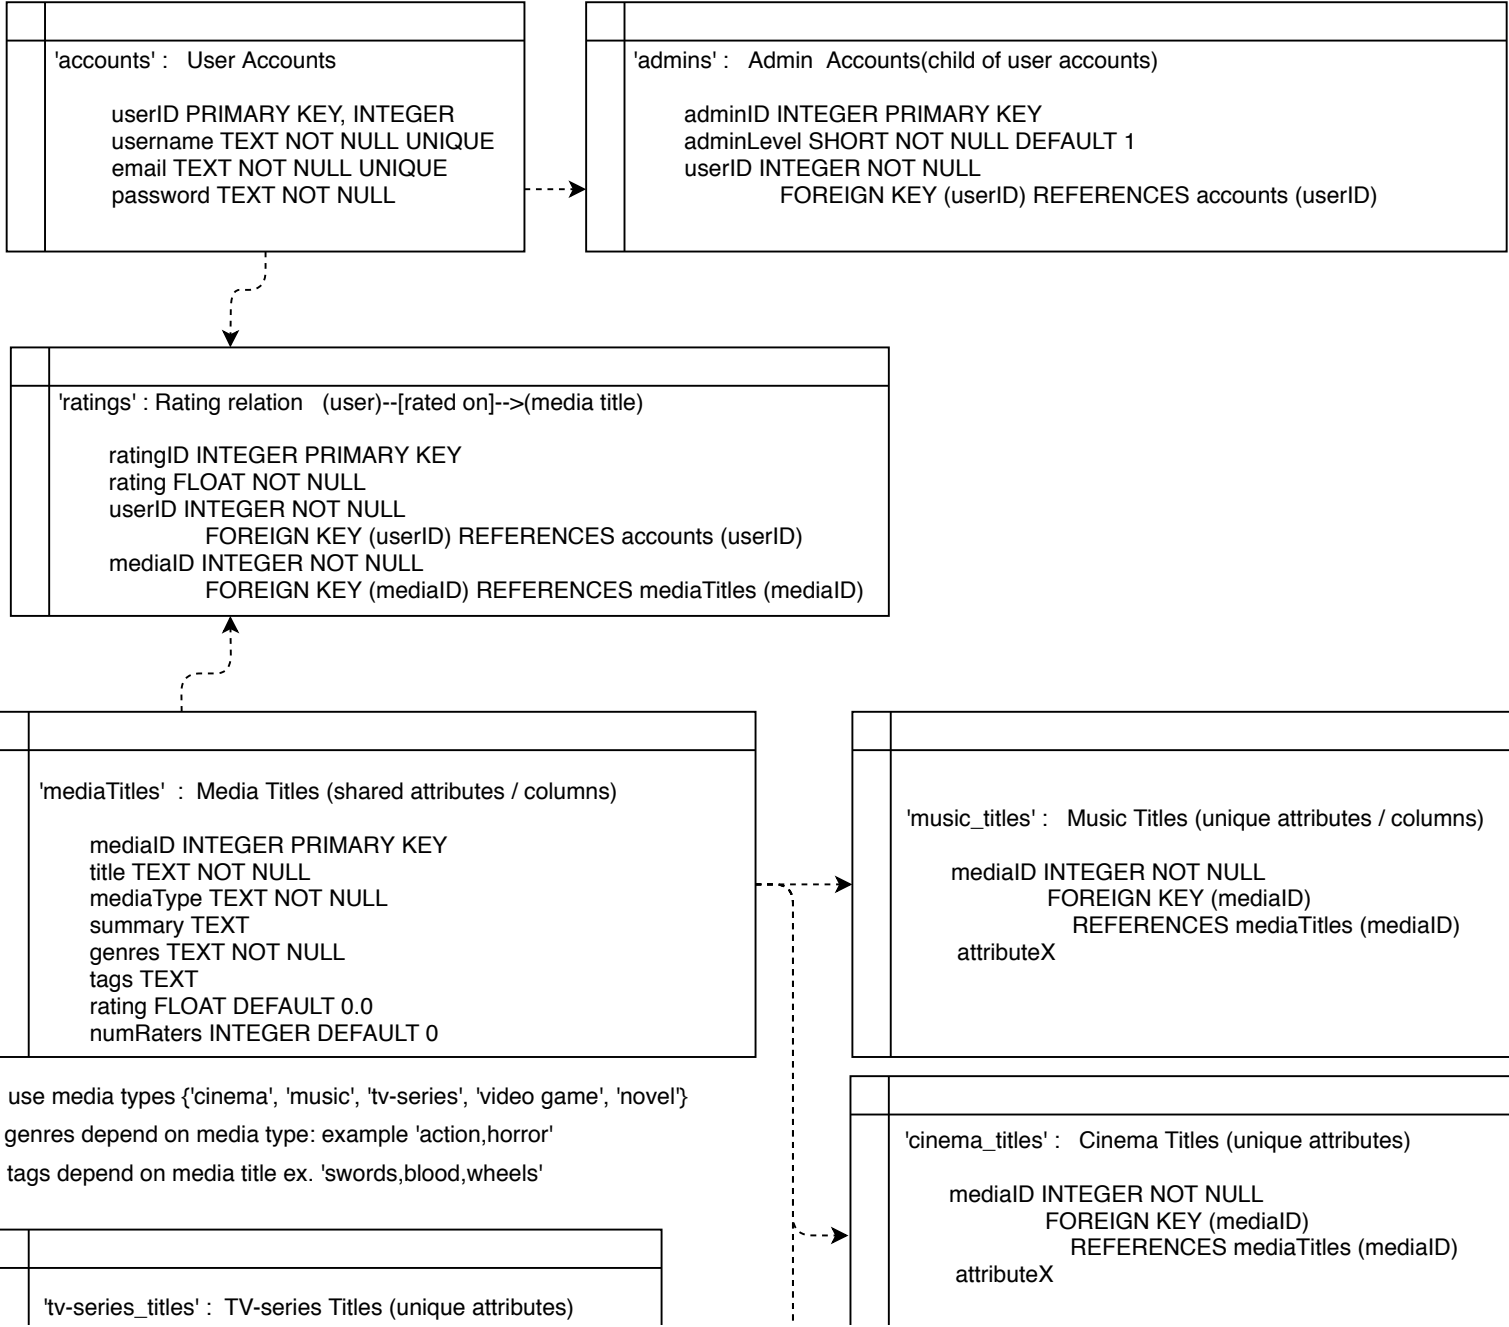 'accounts' :   User Accounts
userID PRIMARY KEY, INTEGER
username TEXT NOT NULL UNIQUE
email TEXT NOT NULL UNIQUE
password TEXT NOT NULL
'admins' :   Admin  Accounts(child of user accounts)
adminID INTEGER PRIMARY KEY
adminLevel SHORT NOT NULL DEFAULT 1
userID INTEGER NOT NULL
FOREIGN KEY (userID) REFERENCES accounts (userID)
'ratings' : Rating relation   (user)--[rated on]-->(media title)
ratingID INTEGER PRIMARY KEY
rating FLOAT NOT NULL
userID INTEGER NOT NULL
FOREIGN KEY (userID) REFERENCES accounts (userID)
mediaID INTEGER NOT NULL
FOREIGN KEY (mediaID) REFERENCES mediaTitles (mediaID)
'mediaTitles'  :  Media Titles (shared attributes / columns)
mediaID INTEGER PRIMARY KEY
title TEXT NOT NULL
mediaType TEXT NOT NULL
summary TEXT
genres TEXT NOT NULL
tags TEXT
rating FLOAT DEFAULT 0.0
numRaters INTEGER DEFAULT 0
'music_titles' :   Music Titles (unique attributes / columns)
mediaID INTEGER NOT NULL
FOREIGN KEY (mediaID)
REFERENCES mediaTitles (mediaID)
attributeX
use media types {'cinema', 'music', 'tv-series', 'video game', 'novel'}
genres depend on media type: example 'action,horror'
tags depend on media title ex. 'swords,blood,wheels'
'cinema_titles' :   Cinema Titles (unique attributes)
mediaID INTEGER NOT NULL
FOREIGN KEY (mediaID)
REFERENCES mediaTitles (mediaID)
attributeX
'tv-series_titles' :  TV-series Titles (unique attributes)